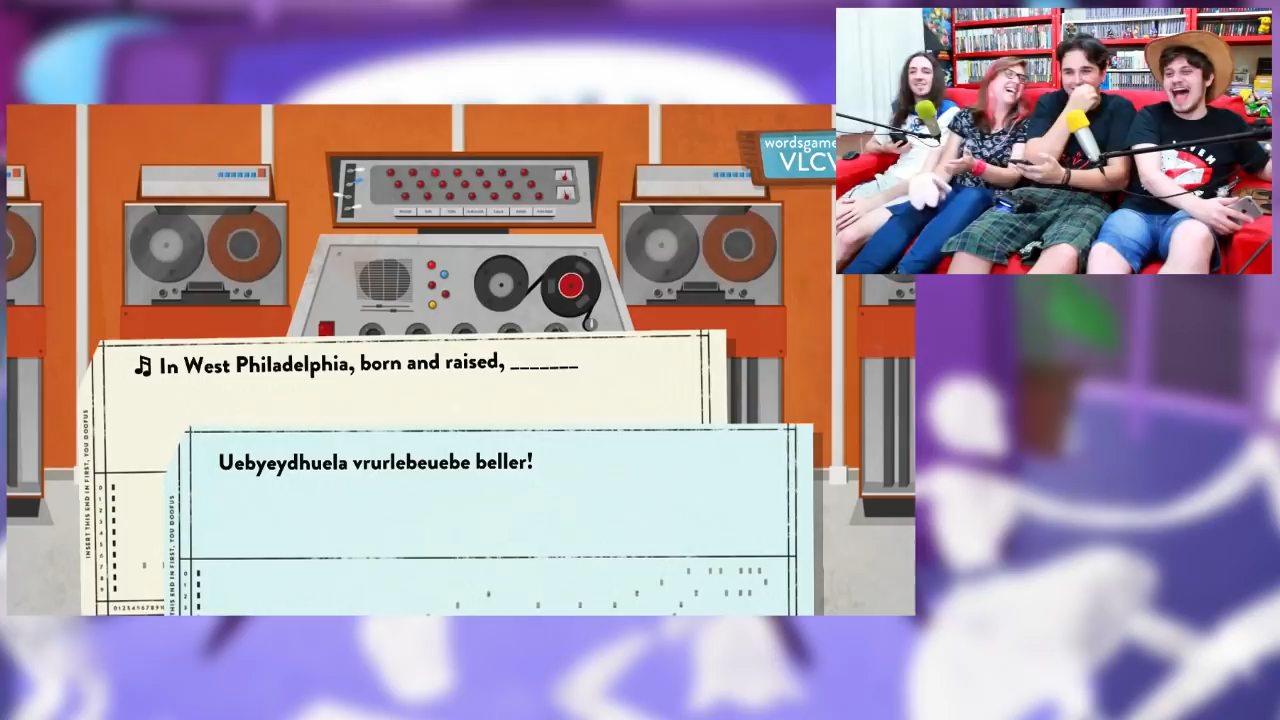 wordsgame
VLCV
♫ In West Philadelphia, born and raised, _______
Uebyeydhuela vrurlebeuebe beller!
INSERT THIS END IN FIRST, YOU DOOFUS
THIS END IN FIRST, YOU DOOFUS